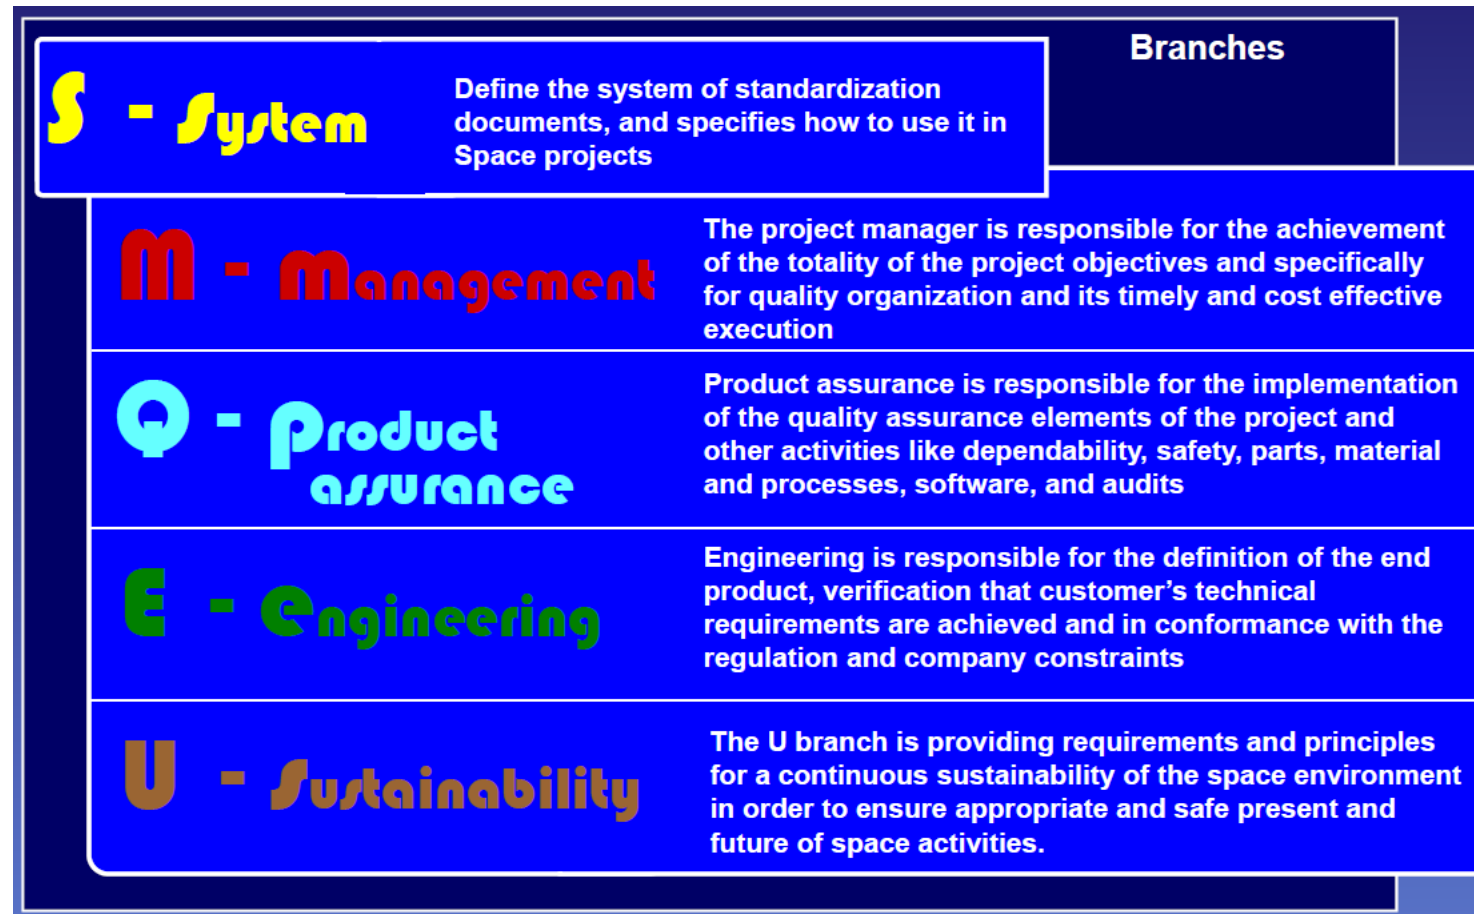 Branches
S - System
Define the system of standardization
documents, and specifies how to use it in
Space projects
M - Management
The project manager is responsible for the achievement
of the totality of the project objectives and specifically
for quality organization and its timely and cost effective
execution
Q - Product
assurance
Product assurance is responsible for the implementation
of the quality assurance elements of the project and
other activities like dependability, safety, parts, material
and processes, software, and audits
E - Engineering
Engineering is responsible for the definition of the end
product, verification that customer’s technical
requirements are achieved and in conformance with the
regulation and company constraints
U - Sustainability
The U branch is providing requirements and principles
for a continuous sustainability of the space environment
in order to ensure appropriate and safe present and
future of space activities.